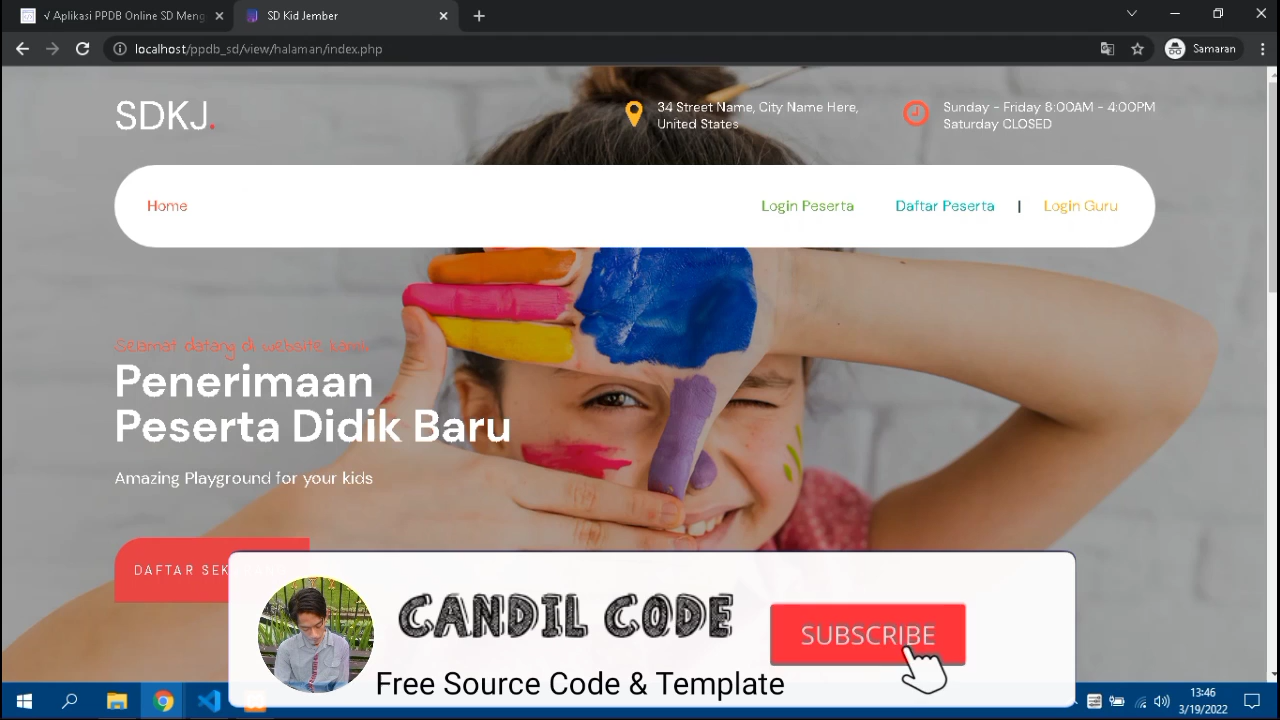 √ Aplikasi PPDB Online SD Meng
SD Kid Jember
localhost/ppdb_sd/view/halaman/index.php
Samaran
SDKJ.
34 Street Name, City Name Here,
United States
Sunday - Friday 8:00AM - 4:00PM
Saturday CLOSED
Home
Login Peserta
Daftar Peserta
|
Login Guru
Selamat datang di website kami
Penerimaan
Peserta Didik Baru
Amazing Playground for your kids
DAFTAR SEK
CANDIL CODE
SUBSCRIBE
Free Source Code & Template
13:46
3/19/2022